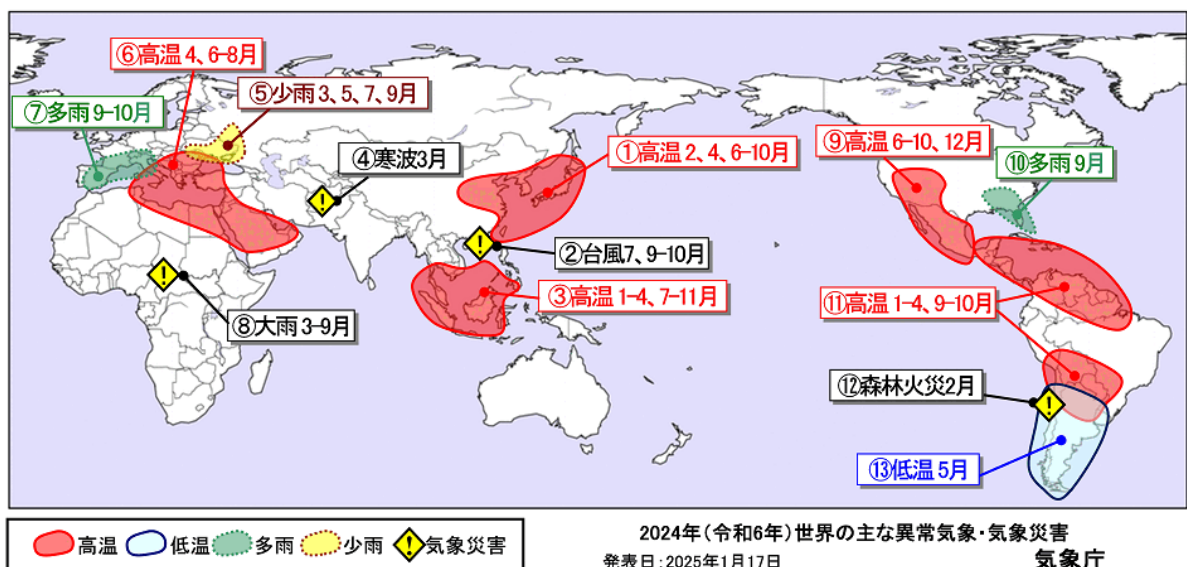 ⑥高温 4、6-8月
⑤少雨 3、5、7、9月
⑦多雨 9-10月
④寒波3月
①高温 2、4、6-10月
⑨高温 6-10、12月
⑩多雨 9月
②台風7、9-10月
③高温 1-4、7-11月
⑧大雨 3-9月
⑪高温 1-4、9-10月
⑫森林火災2月
⑬低温 5月
高温 低温 多雨 少雨 気象災害
2024年(令和6年)世界の主な異常気象・気象災害
発表日:2025年1月17日 気象庁